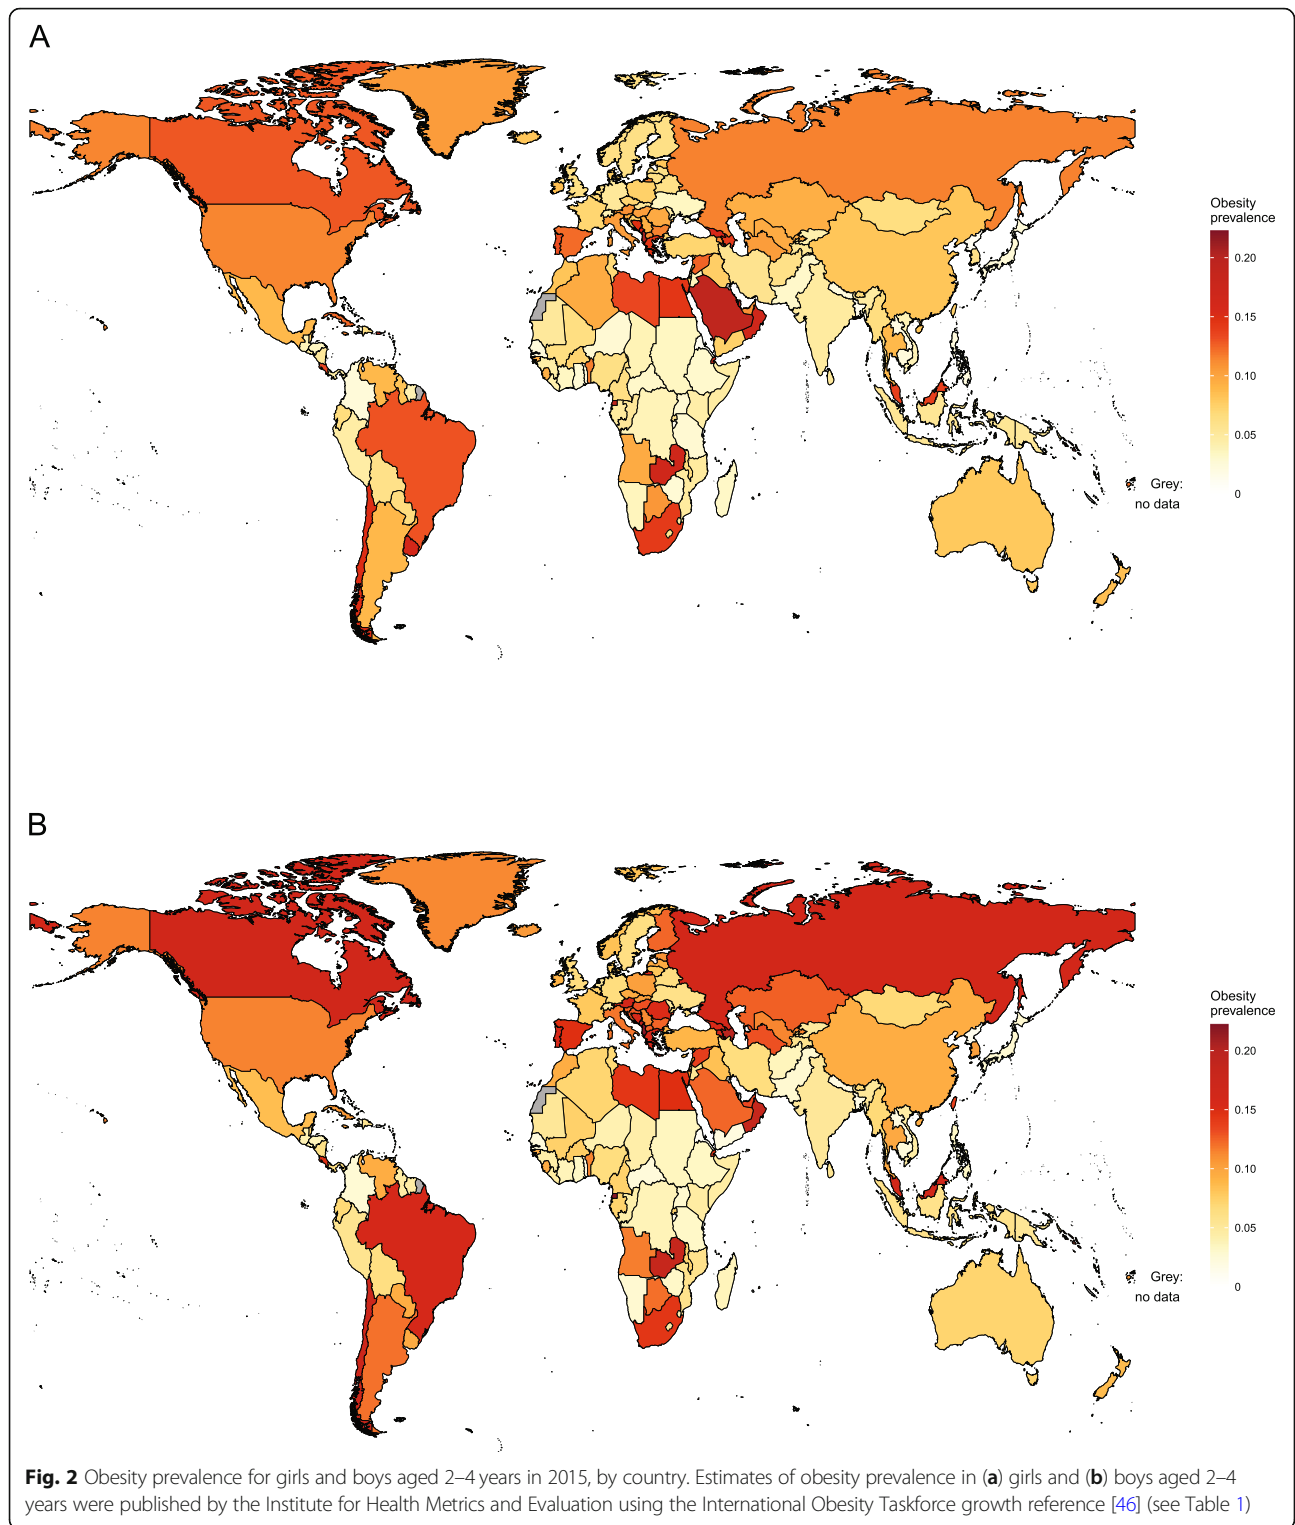 A
Obesity
prevalence
0.20
0.15
0.10
0.05
0
Grey:
no data
B
Obesity
prevalence
0.20
0.15
0.10
0.05
0
Grey:
no data
Fig. 2 Obesity prevalence for girls and boys aged 2–4 years in 2015, by country. Estimates of obesity prevalence in (a) girls and (b) boys aged 2–4
years were published by the Institute for Health Metrics and Evaluation using the International Obesity Taskforce growth reference [46] (see Table 1)